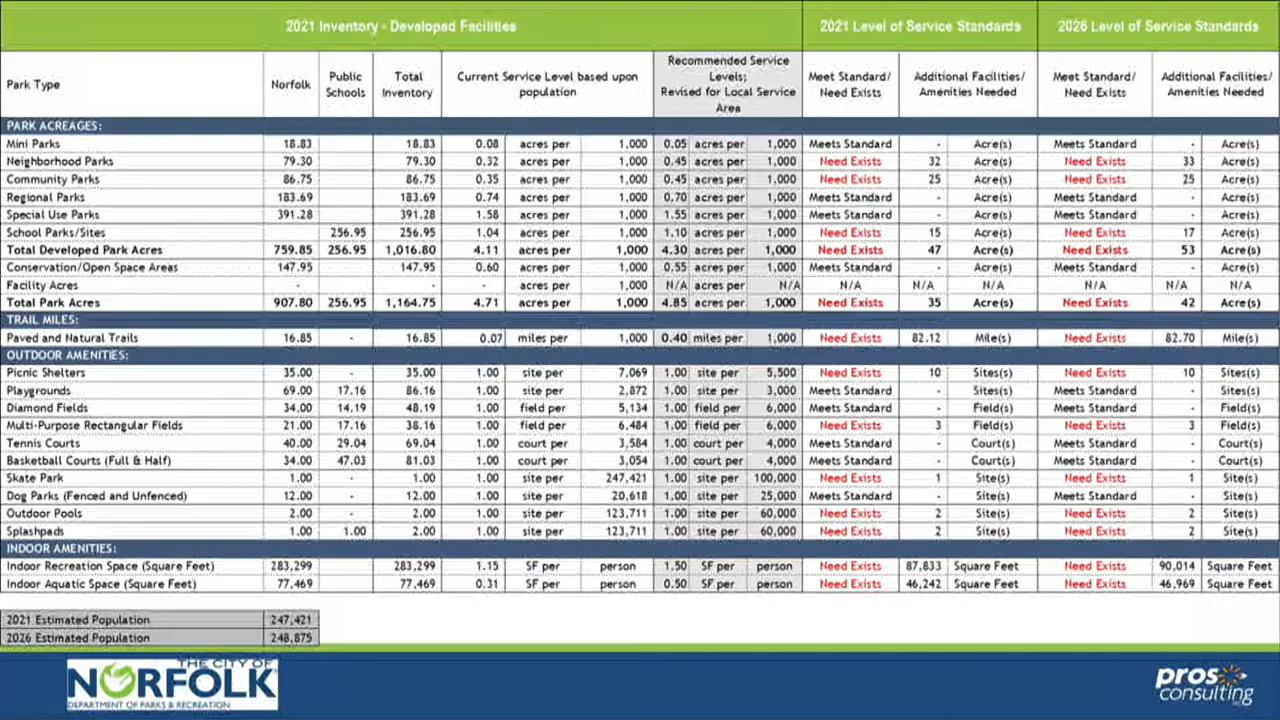 2021 Inventory - Developed Facilities 2021 Level of Service Standards 2026 Level of Service Standards
Park Type Norfolk Public Schools Total Inventory Current Service Level based upon population Recommended Service Levels; Revised for Local Service Area Meet Standard/ Need Exists Additional Facilities/ Amenities Needed Meet Standard/ Need Exists Additional Facilities/ Amenities Needed
PARK ACREAGES:
Mini Parks 18.83 18.83 0.08 acres per 1,000 0.05 acres per 1,000 Meets Standard - Acre(s) Meets Standard - Acre(s)
Neighborhood Parks 79.30 79.30 0.32 acres per 1,000 0.45 acres per 1,000 Need Exists 32 Acre(s) Need Exists 33 Acre(s)
Community Parks 86.75 86.75 0.35 acres per 1,000 0.45 acres per 1,000 Need Exists 25 Acre(s) Need Exists 25 Acre(s)
Regional Parks 183.69 183.69 0.74 acres per 1,000 0.70 acres per 1,000 Meets Standard - Acre(s) Meets Standard - Acre(s)
Special Use Parks 391.28 391.28 1.58 acres per 1,000 1.55 acres per 1,000 Meets Standard - Acre(s) Meets Standard - Acre(s)
School Parks/Sites 256.95 256.95 1.04 acres per 1,000 1.10 acres per 1,000 Need Exists 15 Acre(s) Need Exists 17 Acre(s)
Total Developed Park Acres 759.85 256.95 1,016.80 4.11 acres per 1,000 4.30 acres per 1,000 Need Exists 47 Acre(s) Need Exists 53 Acre(s)
Conservation/Open Space Areas 147.95 147.95 0.60 acres per 1,000 0.55 acres per 1,000 Meets Standard - Acre(s) Meets Standard - Acre(s)
Facility Acres - - - acres per 1,000 N/A acres per N/A N/A N/A N/A N/A N/A N/A
Total Park Acres 907.80 256.95 1,164.75 4.71 acres per 1,000 4.85 acres per 1,000 Need Exists 35 Acre(s) Need Exists 42 Acre(s)
TRAIL MILES:
Paved and Natural Trails 16.85 - 16.85 0.07 miles per 1,000 0.40 miles per 1,000 Need Exists 82.12 Mile(s) Need Exists 82.70 Mile(s)
OUTDOOR AMENITIES:
Picnic Shelters 35.00 - 35.00 1.00 site per 7,069 1.00 site per 5,500 Need Exists 10 Sites(s) Need Exists 10 Sites(s)
Playgrounds 69.00 17.16 86.16 1.00 site per 2,872 1.00 site per 3,000 Meets Standard - Site(s) Meets Standard - Site(s)
Diamond Fields 34.00 14.19 48.19 1.00 field per 5,134 1.00 field per 6,000 Meets Standard - Field(s) Meets Standard - Field(s)
Multi-Purpose Rectangular Fields 21.00 17.16 38.16 1.00 field per 6,484 1.00 field per 6,000 Need Exists 3 Field(s) Need Exists 3 Field(s)
Tennis Courts 40.00 29.04 69.04 1.00 court per 3,584 1.00 court per 4,000 Meets Standard - Court(s) Meets Standard - Court(s)
Basketball Courts (Full & Half) 34.00 47.03 81.03 1.00 court per 3,054 1.00 court per 4,000 Meets Standard - Court(s) Meets Standard - Court(s)
Skate Park 1.00 - 1.00 1.00 site per 247,421 1.00 site per 100,000 Need Exists 1 Site(s) Need Exists 1 Site(s)
Dog Parks (Fenced and Unfenced) 12.00 - 12.00 1.00 site per 20,618 1.00 site per 25,000 Meets Standard - Site(s) Meets Standard - Site(s)
Outdoor Pools 2.00 - 2.00 1.00 site per 123,711 1.00 site per 60,000 Need Exists 2 Site(s) Need Exists 2 Site(s)
Splashpads 1.00 1.00 2.00 1.00 site per 123,711 1.00 site per 60,000 Need Exists 2 Site(s) Need Exists 2 Site(s)
INDOOR AMENITIES:
Indoor Recreation Space (Square Feet) 283,299 283,299 1.15 SF per person 1.50 SF per person Need Exists 87,833 Square Feet Need Exists 90,014 Square Feet
Indoor Aquatic Space (Square Feet) 77,469 77,469 0.31 SF per person 0.50 SF per person Need Exists 46,242 Square Feet Need Exists 46,969 Square Feet
2021 Estimated Population 247,421
2026 Estimated Population 248,875
THE CITY OF
NORFOLK
DEPARTMENT OF PARKS & RECREATION
pros
consulting